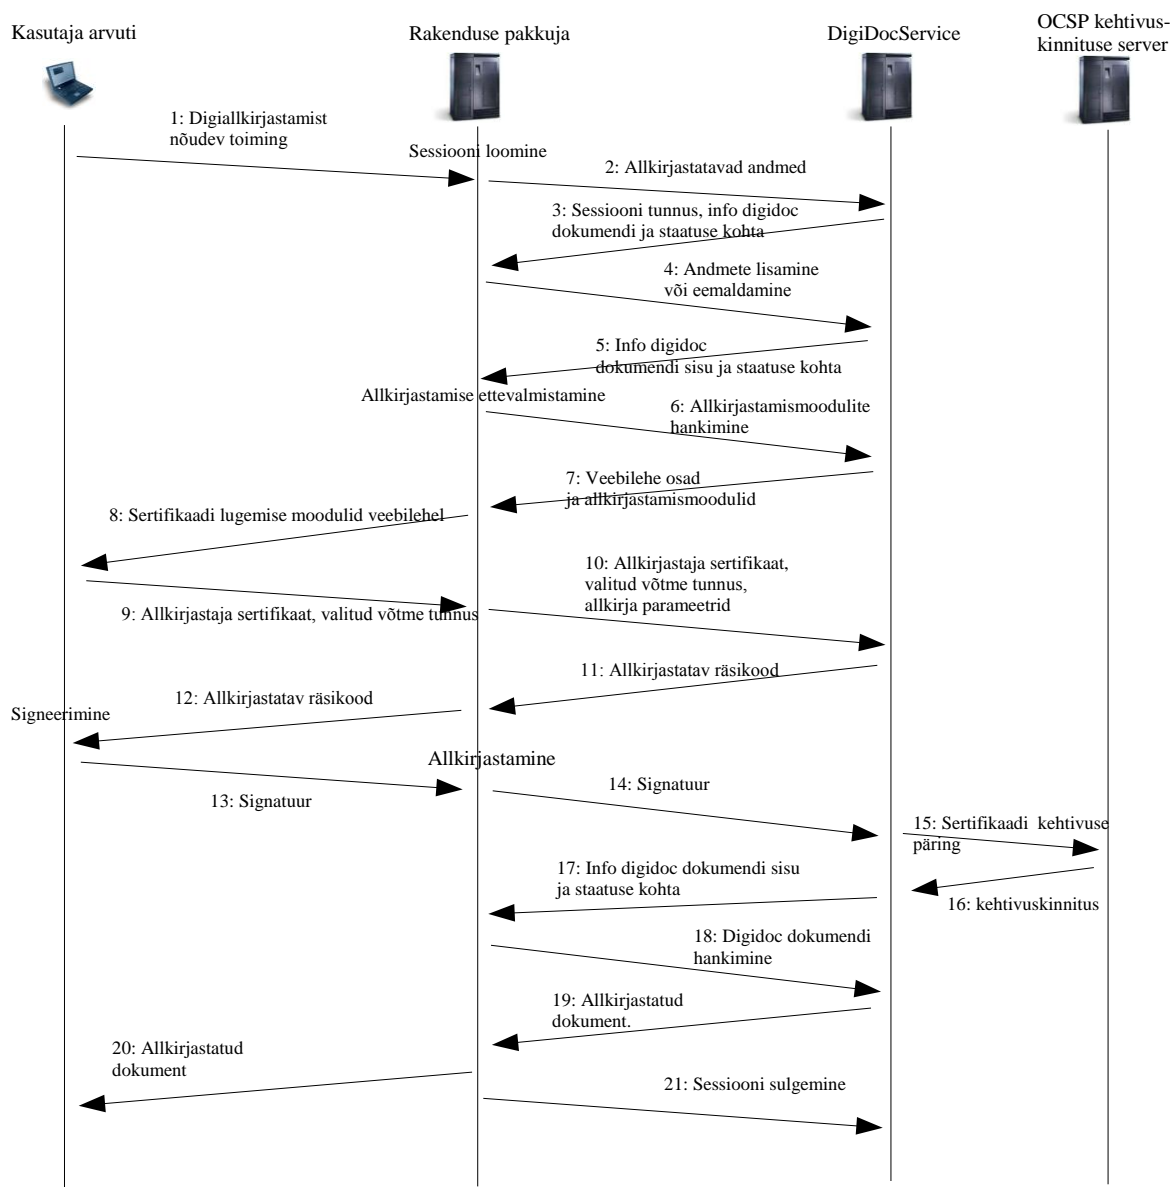 Kasutaja arvuti
Rakenduse pakkuja
DigiDocService
OCSP kehtivus-
kinnituse server
1: Digiallkirjastamist
nõudev toiming
Sessiooni loomine
2: Allkirjastatavad andmed
3: Sessiooni tunnus, info digidoc
dokumendi ja staatuse kohta
4: Andmete lisamine
või eemaldamine
5: Info digidoc
dokumendi sisu ja staatuse kohta
Allkirjastamise ettevalmistamine
6: Allkirjastamismoodulite
hankimine
7: Veebilehe osad
ja allkirjastamismoodulid
8: Sertifikaadi lugemise moodulid veebilehel
10: Allkirjastaja sertifikaat,
valitud võtme tunnus,
allkirja parameetrid
9: Allkirjastaja sertifikaat, valitud võtme tunnus
11: Allkirjastatav räsikood
12: Allkirjastatav räsikood
Signeerimine
Allkirjastamine
13: Signatuur
14: Signatuur
15: Sertifikaadi  kehtivuse
päring
17: Info digidoc dokumendi sisu
ja staatuse kohta
16: kehtivuskinnitus
18: Digidoc dokumendi
hankimine
19: Allkirjastatud
dokument.
20: Allkirjastatud
dokument
21: Sessiooni sulgemine